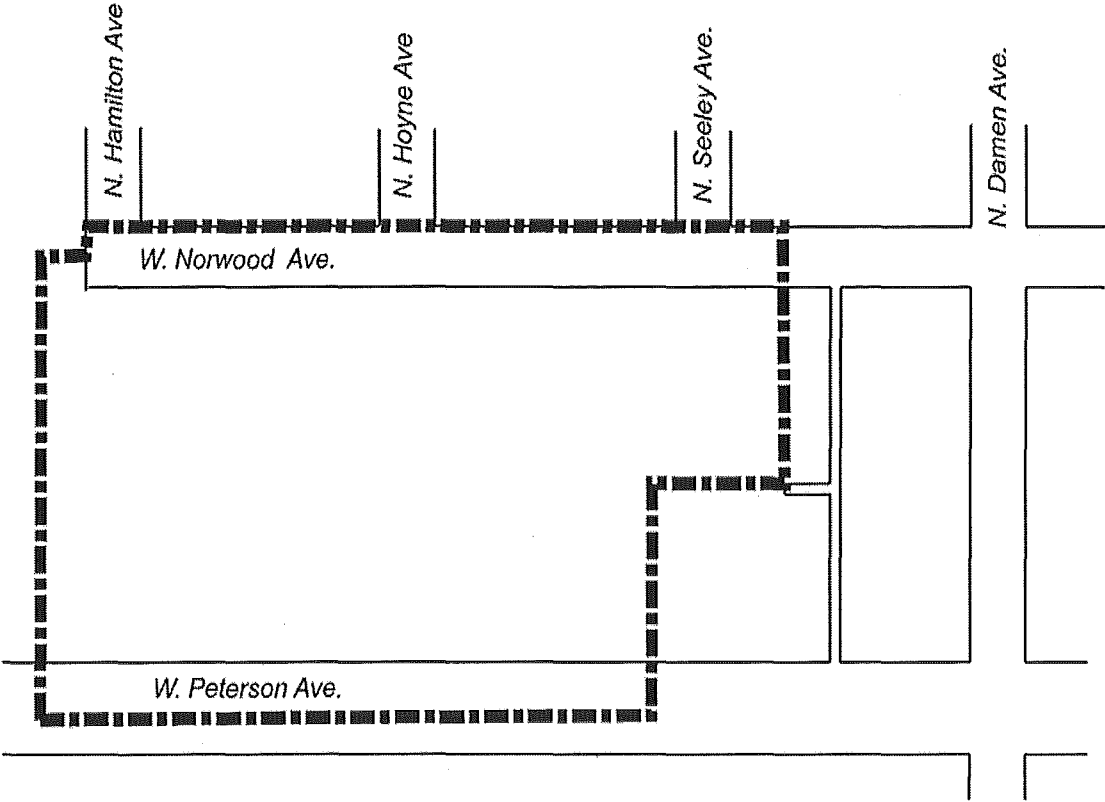 N. Hamilton Ave
N. Hoyne Ave
N. Seeley Ave.
N. Damen Ave.
W. Norwood Ave.
W. Peterson Ave.